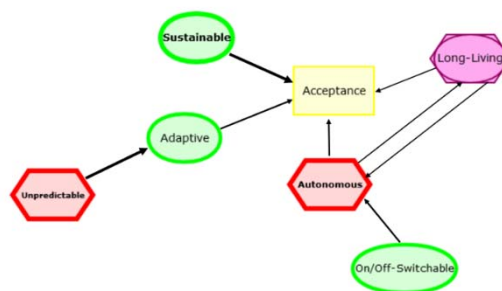 Sustainable
Long-Living
Acceptance
Adaptive
Unpredictable
Autonomous
On/Off-Switchable